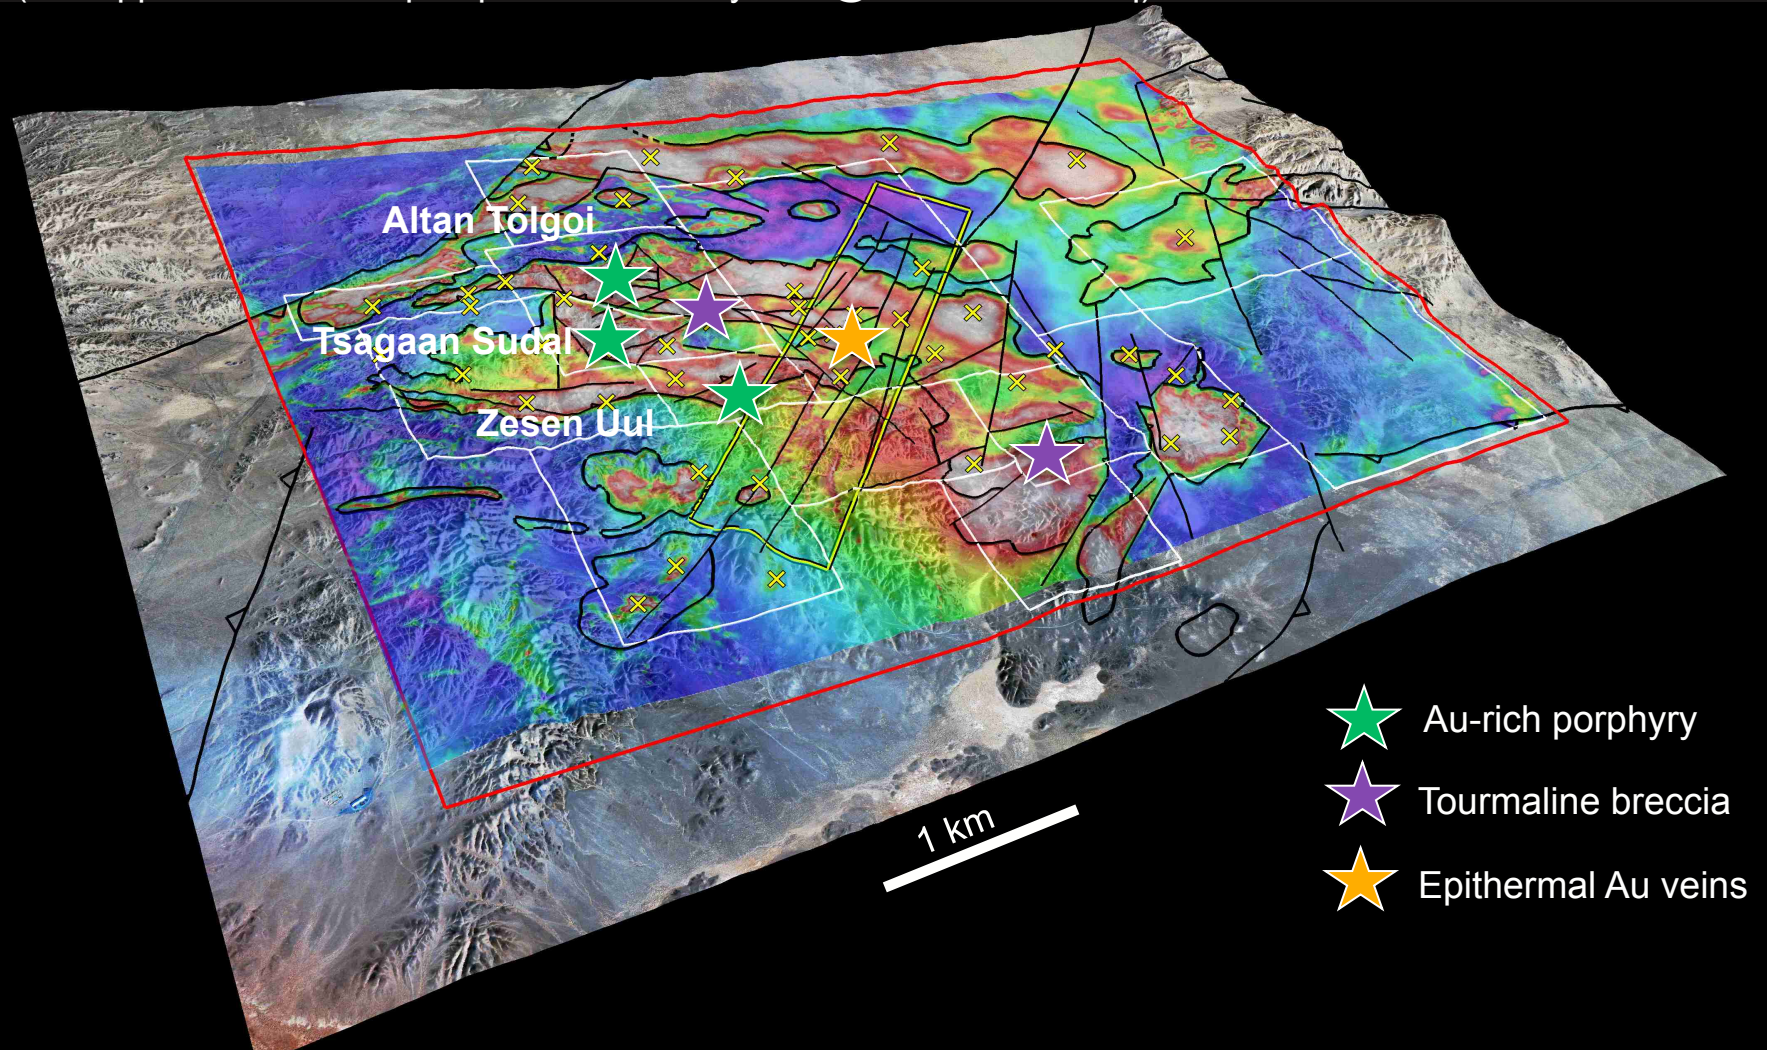 Altan Tolgoi
Tsagaan Sudal
Zesen Uul
1 km
Au-rich porphyry
Tourmaline breccia
Epithermal Au veins